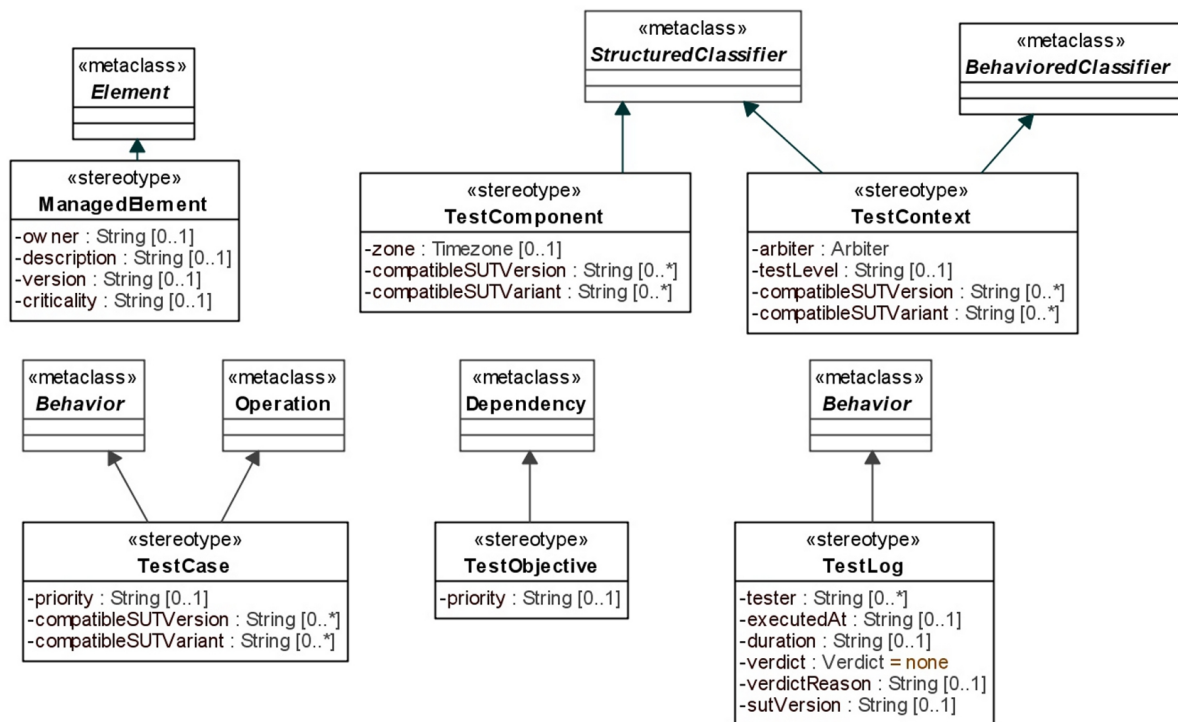 «metaclass»
Element
«metaclass»
StructuredClassifier
«metaclass»
BehavioredClassifier
«stereotype»
ManagedElement
-owner : String [0..1]
-description : String [0..1]
-version : String [0..1]
-criticality : String [0..1]
«stereotype»
TestComponent
-zone : Timezone [0..1]
-compatibleSUTVersion : String [0..*]
-compatibleSUTVariant : String [0..*]
«stereotype»
TestContext
-arbiter : Arbiter
-testLevel : String [0..1]
-compatibleSUTVersion : String [0..*]
-compatibleSUTVariant : String [0..*]
«metaclass»
Behavior
«metaclass»
Operation
«metaclass»
Dependency
«metaclass»
Behavior
«stereotype»
TestCase
-priority : String [0..1]
-compatibleSUTVersion : String [0..*]
-compatibleSUTVariant : String [0..*]
«stereotype»
TestObjective
-priority : String [0..1]
«stereotype»
TestLog
-tester : String [0..*]
-executedAt : String [0..1]
-duration : String [0..1]
-verdict : Verdict = none
-verdictReason : String [0..1]
-sutVersion : String [0..1]